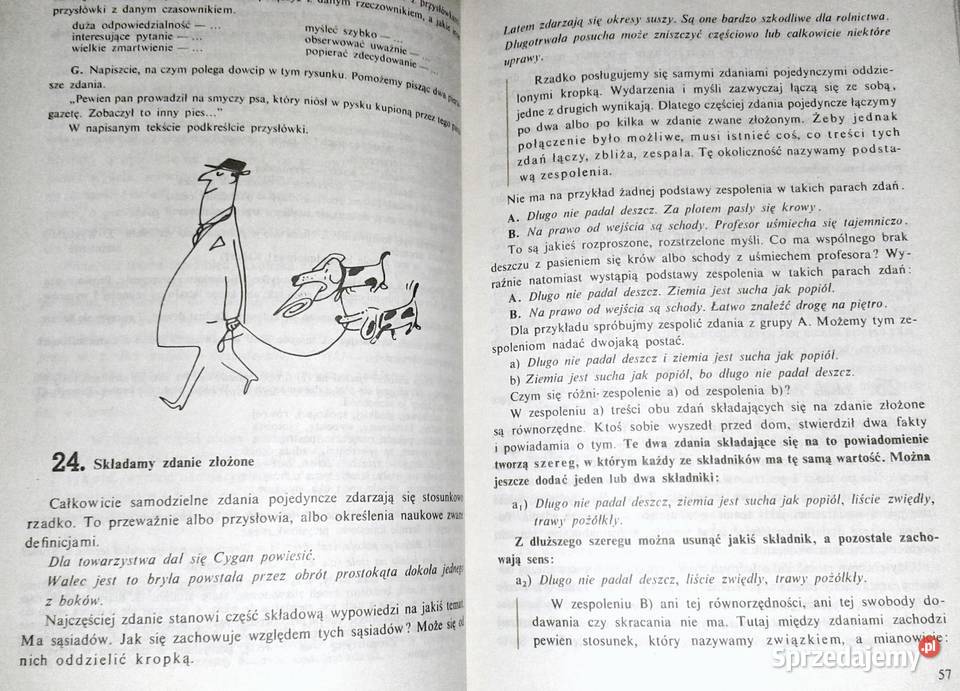 przysłówki z danym czasownikiem.
danym rzeczownikiem, a
duża odpowiedzialność — ...
interesujące pytanie — ...
wielkie zmartwienie — ...
myśleć szybko — ...
obserwować uważnie — ...
popierać zdecydowanie — ...
G. Napiszcie, na czym polega dowcip w tym rysunku. Pomożemy pisząc dwa
sze zdania.
„Pewien pan prowadził na smyczy psa, który niósł w pysku kupioną przez tego
gazetę. Zobaczył to inny pies..."
W napisanym tekście podkreślcie przysłówki.
24. Składamy zdanie złożone
Całkowicie samodzielne zdania pojedyncze zdarzają się stosunkowo
rzadko. To przeważnie albo przysłowia, albo określenia naukowe zwane
definicjami.
Dla towarzystwa dał się Cygan powiesić.
Walec jest to bryła powstała przez obrót prostokąta dokoła jednego
z boków.
Najczęściej zdanie stanowi część składową wypowiedzi na jakiś temat.
Ma sąsiadów. Jak się zachowuje względem tych sąsiadów? Może się od
nich oddzielić kropką.
Latem zdarzają się okresy suszy. Są one bardzo szkodliwe dla rolnictwa.
Długotrwała posucha może zniszczyć częściowo lub całkowicie niektóre
uprawy.
Rzadko posługujemy się samymi zdaniami pojedynczymi oddzie-
lonymi kropką. Wydarzenia i myśli zazwyczaj łączą się ze sobą,
jedne z drugich wynikają. Dlatego częściej zdania pojedyncze łączymy
po dwa albo po kilka w zdanie zwane złożonym. Żeby jednak
połączenie było możliwe, musi istnieć coś, co treści tych
zdań łączy, zbliża, zespala. Tę okoliczność nazywamy podsta-
wą zespolenia.
Nie ma na przykład żadnej podstawy zespolenia w takich parach zdań.
A. Długo nie padał deszcz. Za płotem pasły się krowy.
B. Na prawo od wejścia są schody. Profesor uśmiecha się tajemniczo.
To są jakieś rozproszone, rozstrzelone myśli. Co ma wspólnego brak
deszczu z pasieniem się krów albo schody z uśmiechem profesora? Wy-
raźnie natomiast wystąpią podstawy zespolenia w takich parach zdań:
A. Długo nie padał deszcz. Ziemia jest sucha jak popiół.
B. Na prawo od wejścia są schody. Łatwo znaleźć drogę na piętro.
Dla przykładu spróbujmy zespolić zdania z grupy A. Możemy tym ze-
spoleniom nadać dwojaką postać.
a) Długo nie padał deszcz i ziemia jest sucha jak popiół.
b) Ziemia jest sucha jak popiół, bo długo nie padał deszcz.
Czym się różni zespolenie a) od zespolenia b)?
W zespoleniu a) treści obu zdań składających się na zdanie złożone
są równorzędne. Ktoś sobie wyszedł przed dom, stwierdził dwa fakty
i powiadamia o tym. Te dwa zdania składające się na to powiadomienie
tworzą szereg, w którym każdy ze składników ma tę samą wartość. Można
jeszcze dodać jeden lub dwa składniki:
a₁) Długo nie padał deszcz, ziemia jest sucha jak popiół, liście zwiędły,
trawy pożółkły.
Z dłuższego szeregu można usunąć jakiś składnik, a pozostałe zacho-
wają sens:
a₂) Długo nie padał deszcz, liście zwiędły, trawy pożółkły.
W zespoleniu B) ani tej równorzędności, ani tej swobody do-
dawania czy skracania nie ma. Tutaj między zdaniami zachodzi
pewien stosunek, który nazywamy związkiem, a mianowicie:
57
Sprzedajemy.pl